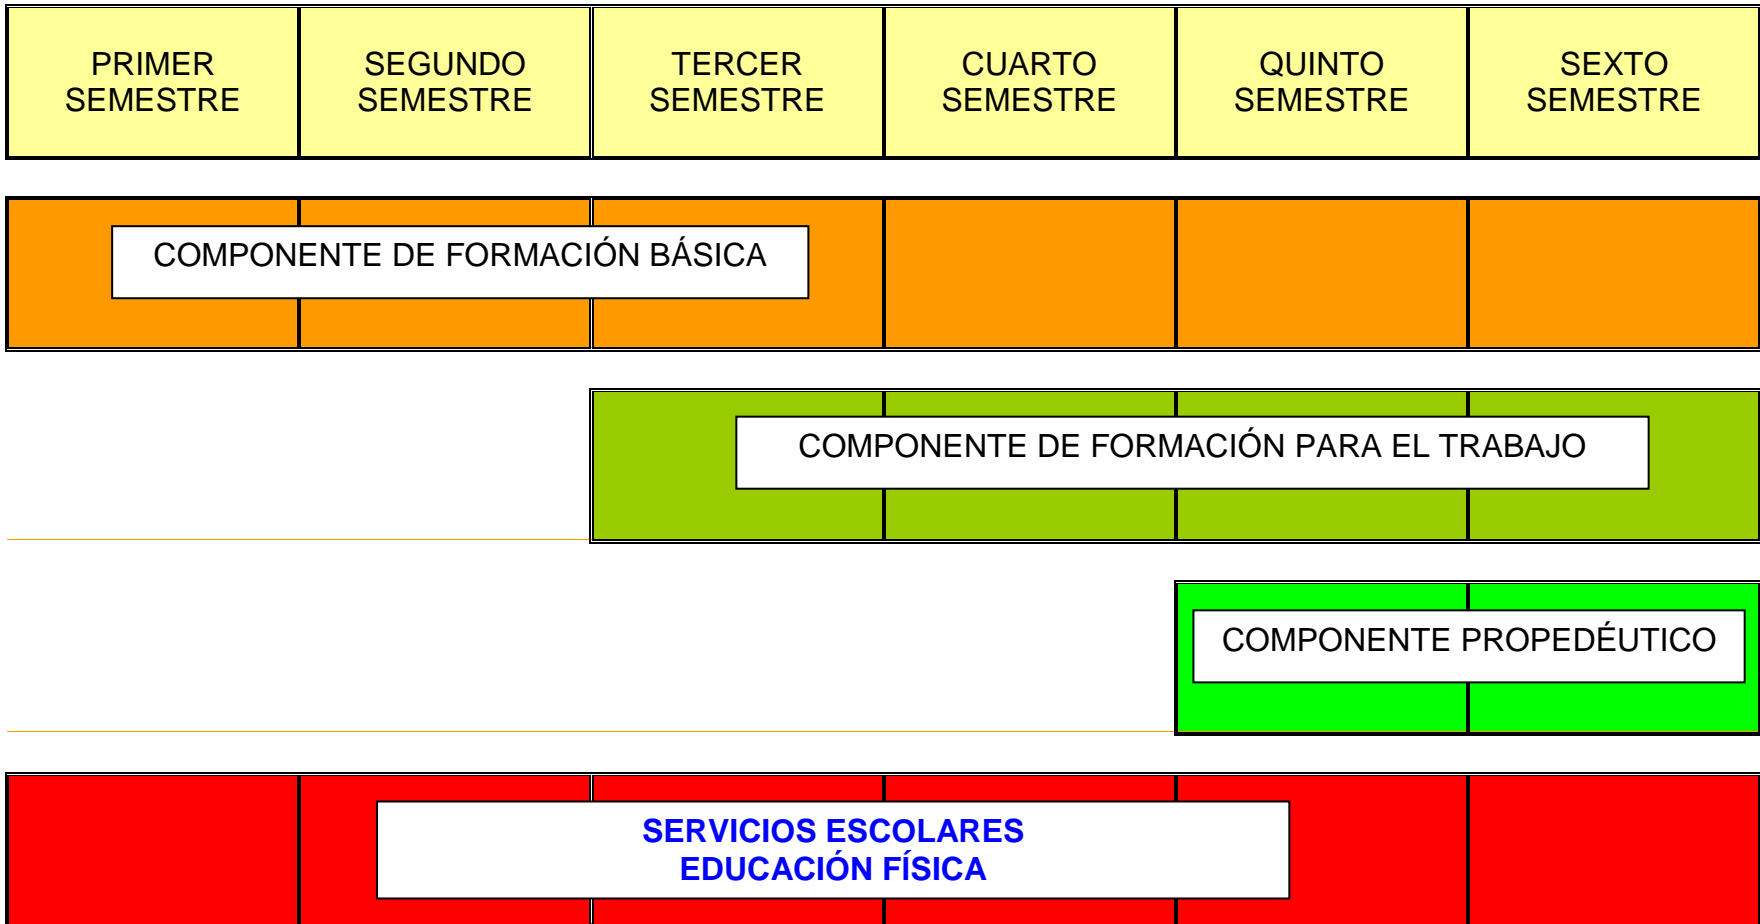 PRIMER
SEMESTRE
SEGUNDO
SEMESTRE
TERCER
SEMESTRE
CUARTO
SEMESTRE
QUINTO
SEMESTRE
SEXTO
SEMESTRE
COMPONENTE DE FORMACIÓN BÁSICA
COMPONENTE DE FORMACIÓN PARA EL TRABAJO
COMPONENTE PROPEDÉUTICO
SERVICIOS ESCOLARES
EDUCACIÓN FÍSICA